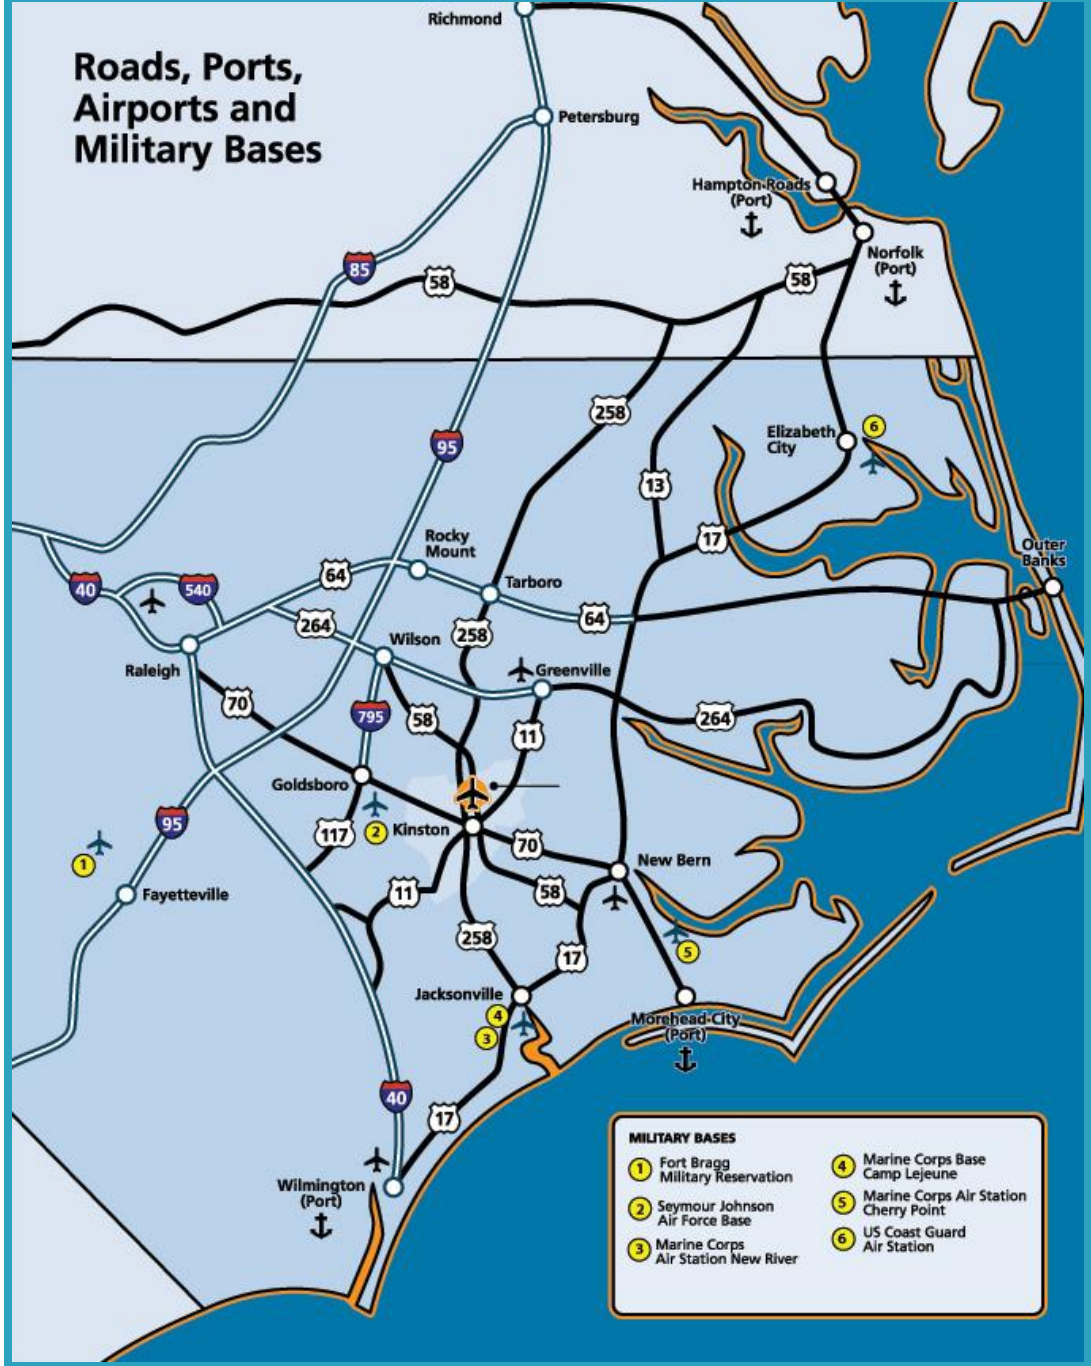 Roads, Ports,
Airports and
Military Bases
Richmond
Petersburg
Hampton Roads
(Port)
Norfolk
(Port)
85
58
58
258
95
Elizabeth
City
6
13
17
Rocky
Mount
Outer
Banks
40
540
64
Tarboro
64
264
258
Wilson
Raleigh
Greenville
70
795
58
11
264
Goldsboro
2
Kinston
117
95
1
70
New Bern
Fayetteville
11
58
258
17
5
Jacksonville
4
3
Morehead City
(Port)
40
17
Wilmington
(Port)
MILITARY BASES
1 Fort Bragg
Military Reservation
2 Seymour Johnson
Air Force Base
3 Marine Corps
Air Station New River
4 Marine Corps Base
Camp Lejeune
5 Marine Corps Air Station
Cherry Point
6 US Coast Guard
Air Station